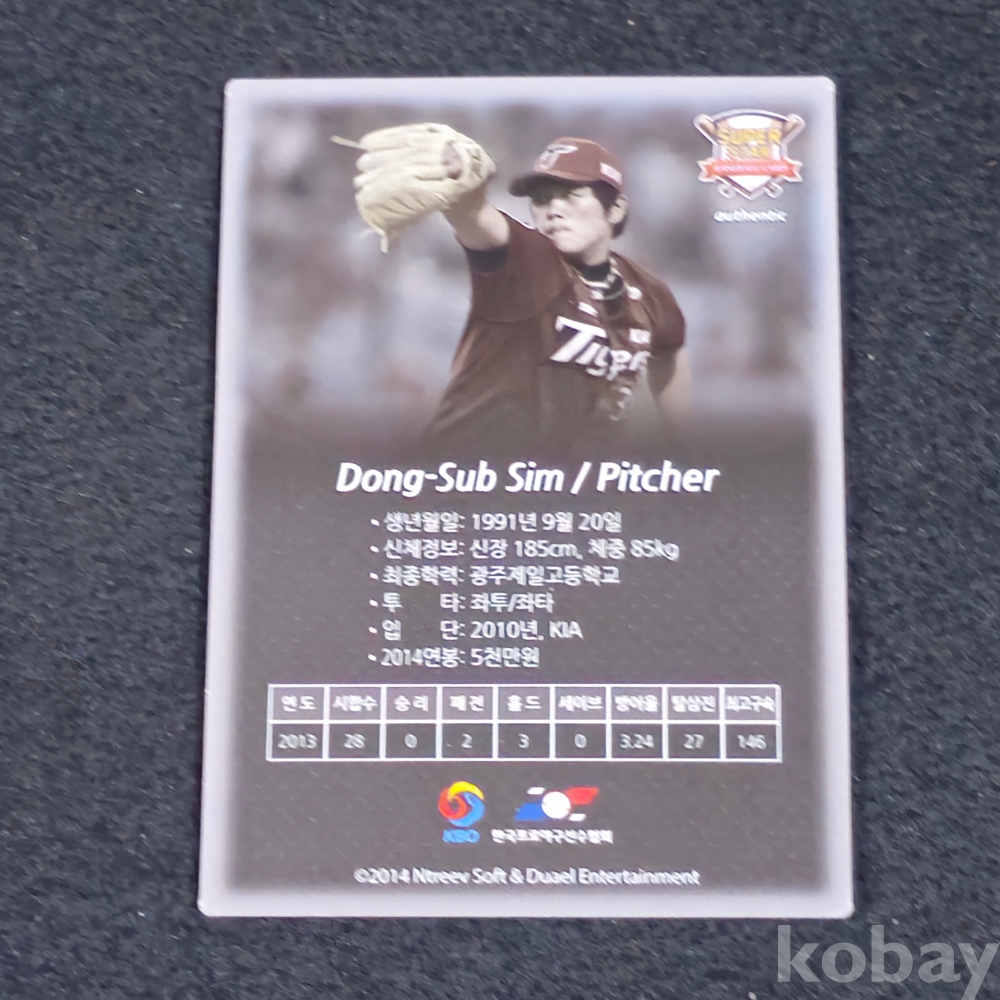 SUPER
STAR
authentic
T
Tigers
Dong-Sub Sim / Pitcher
• 생년월일: 1991년 9월 20일
• 신체정보: 신장 185cm, 체중 85kg
• 최종학력: 광주제일고등학교
• 투 타: 좌투/좌타
• 입 단: 2010년, KIA
• 2014연봉: 5천만원
연도 시합수 승리 패전 홀드 세이브 방어율 탈삼진 최고구속
2013 28 0 2 3 0 3.24 27 146
KBO 한국프로야구선수협회
©2014 Ntreev Soft & Duael Entertainment
kobay